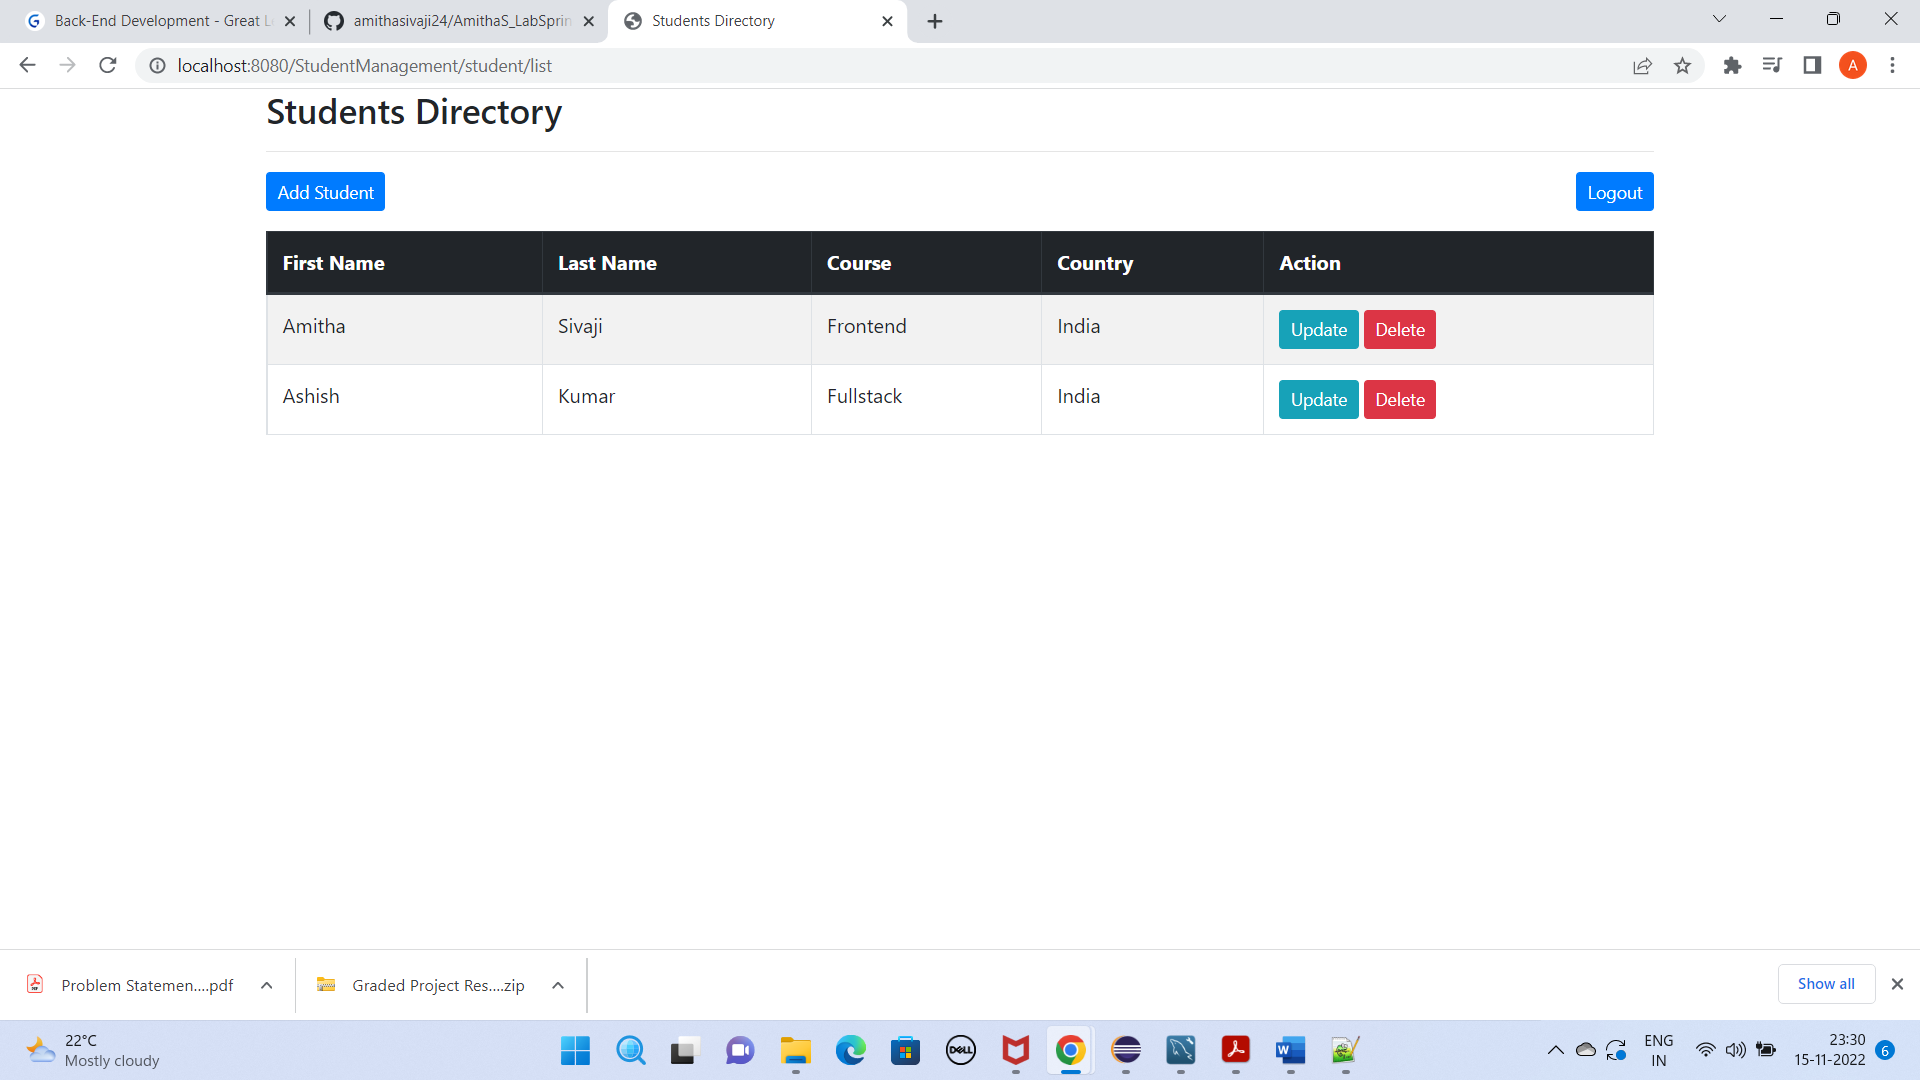 Back-End Development - Great L
amithasivaji24/AmithaS_LabSprin
Students Directory
localhost:8080/StudentManagement/student/list
A
Students Directory
Add Student
Logout
First Name Last Name Course Country Action
Amitha Sivaji Frontend India Update Delete
Ashish Kumar Fullstack India Update Delete
Problem Statemen....pdf
Graded Project Res....zip
Show all
22°C
Mostly cloudy
DELL
W
ENG
IN
23:30
15-11-2022
6